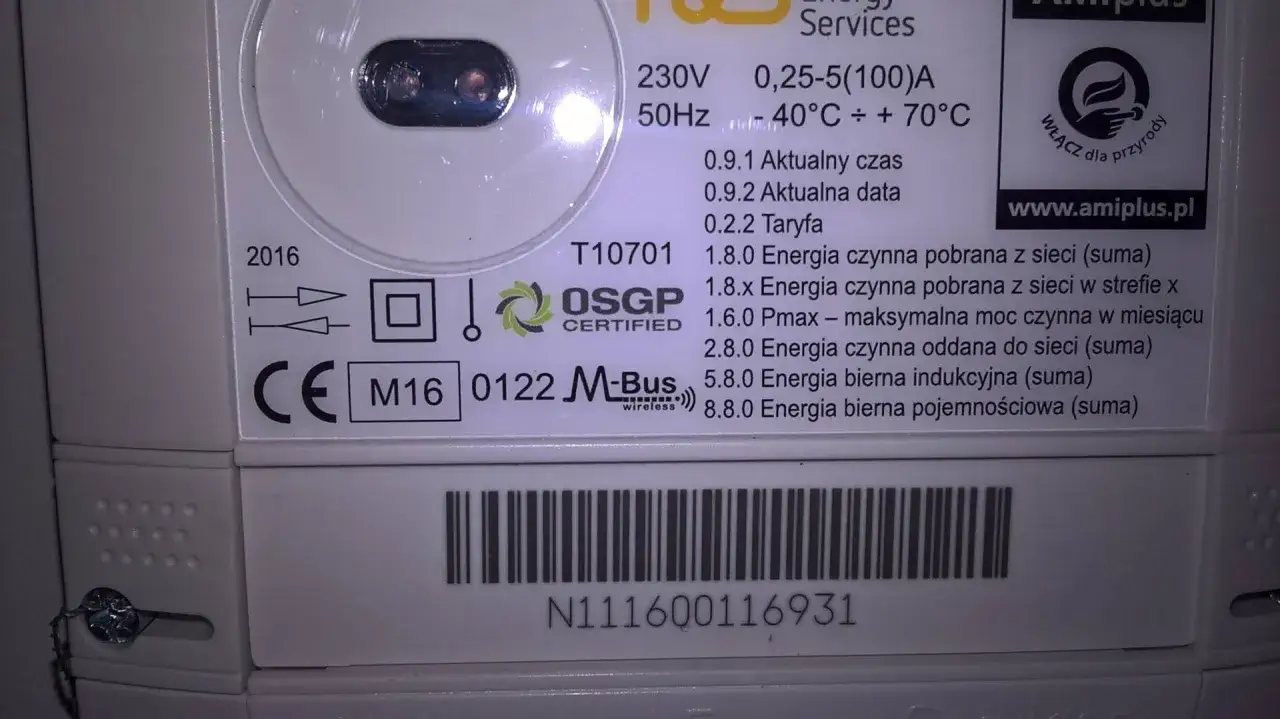 Energy
Services
AMIplus
230V 0,25-5(100)A
50Hz - 40°C ÷ + 70°C
WŁĄCZ dla przyrody
www.amiplus.pl
0.9.1 Aktualny czas
0.9.2 Aktualna data
0.2.2 Taryfa
1.8.0 Energia czynna pobrana z sieci (suma)
1.8.x Energia czynna pobrana z sieci w strefie x
1.6.0 Pmax – maksymalna moc czynna w miesiącu
2.8.0 Energia czynna oddana do sieci (suma)
5.8.0 Energia bierna indukcyjna (suma)
8.8.0 Energia bierna pojemnościowa (suma)
2016 T10701
OSGP
CERTIFIED
CE M16 0122 M-Bus
wireless
N111600116931